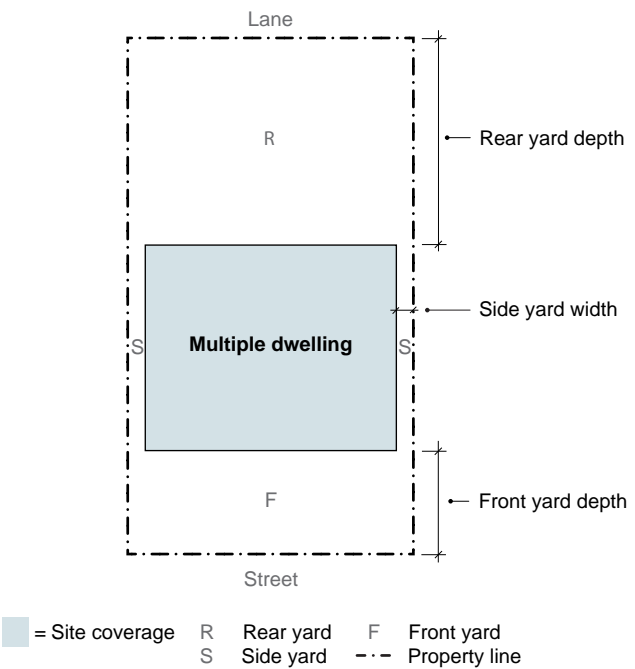 Lane
R
Rear yard depth
Side yard width
S Multiple dwelling S
F
Front yard depth
Street
= Site coverage R Rear yard F Front yard
S Side yard Property line